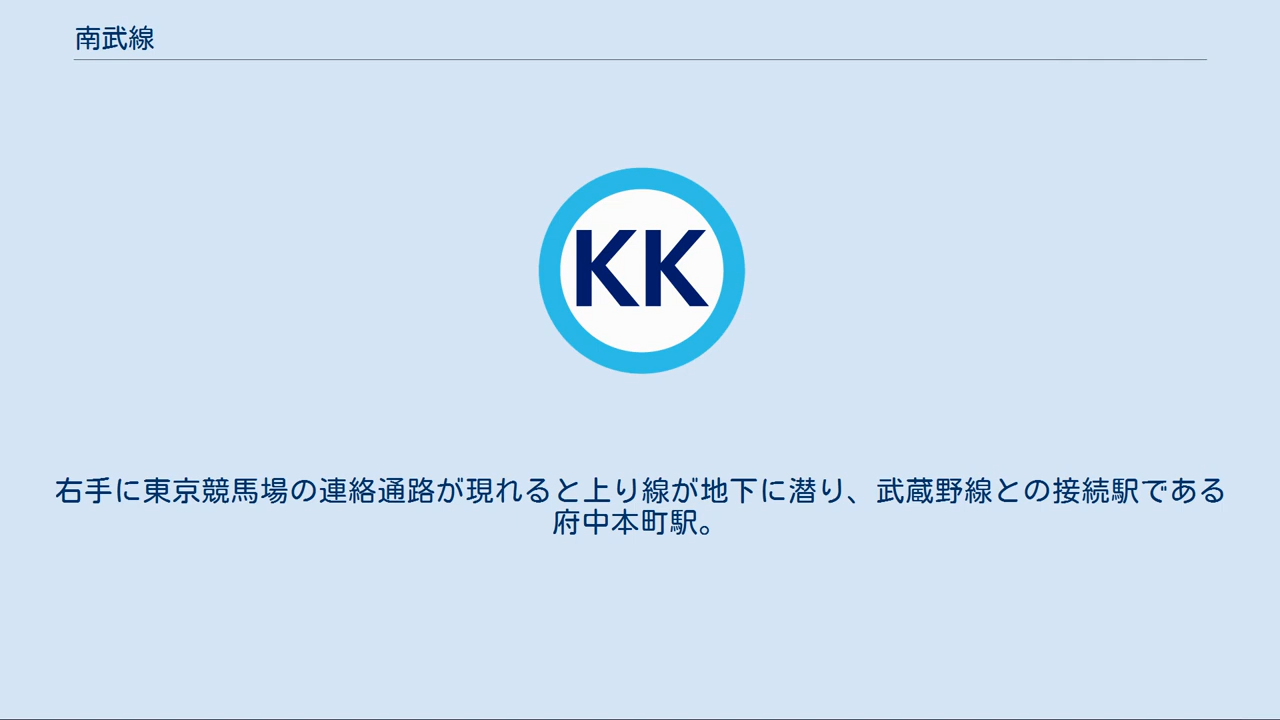 南武線
KK
右手に東京競馬場の連絡通路が現れると上り線が地下に潜り、武蔵野線との接続駅である
府中本町駅。